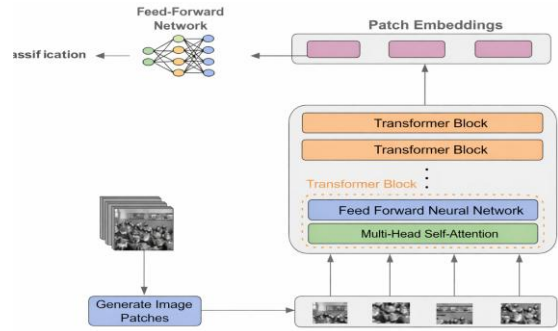 Feed-Forward
Network
Patch Embeddings
assification
Transformer Block
Transformer Block
Transformer Block
Feed Forward Neural Network
Multi-Head Self-Attention
Generate Image
Patches